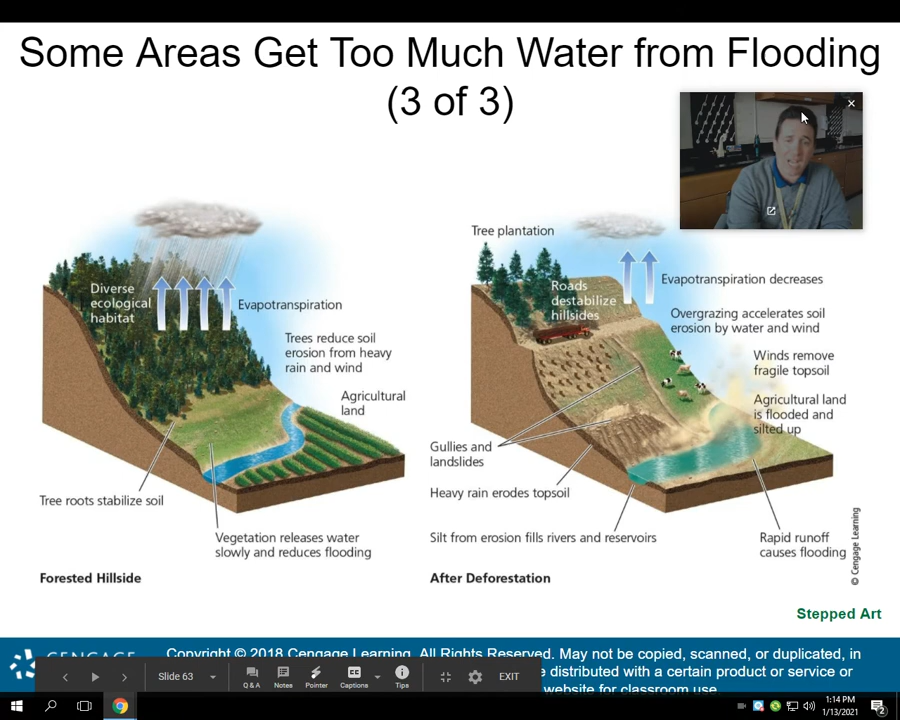 Some Areas Get Too Much Water from Flooding
(3 of 3)
Diverse
ecological
habitat
Evapotranspiration
Trees reduce soil
erosion from heavy
rain and wind
Agricultural
land
Tree roots stabilize soil
Vegetation releases water
slowly and reduces flooding
Forested Hillside
Tree plantation
Roads
destabilize
hillsides
Evapotranspiration decreases
Overgrazing accelerates soil
erosion by water and wind
Winds remove
fragile topsoil
Agricultural land
is flooded and
silted up
Gullies and
landslides
Heavy rain erodes topsoil
Silt from erosion fills rivers and reservoirs
Rapid runoff
causes flooding
After Deforestation
© Cengage Learning
Stepped Art
CENGAGE
Copyright © 2018 Cengage Learning. All Rights Reserved. May not be copied, scanned, or duplicated, in
e distributed with a certain product or service or
website for classroom use
Slide 63
Q & A
Notes
Pointer
CC
Captions
Tips
EXIT
1:14 PM
1/13/2021
2